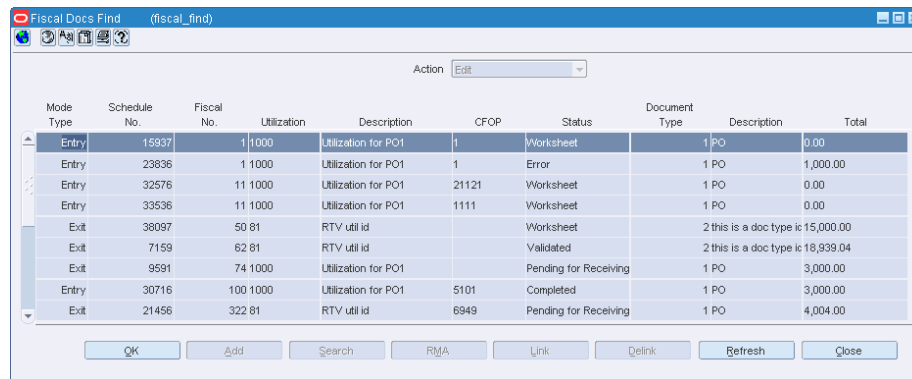 Fiscal Docs Find (fiscal_find)
Action Edit
Mode Schedule Fiscal Document
Type No. No. Utilization Description CFOP Status Type Description Total
Entry 15937 1 1000 Utilization for PO1 1 Worksheet 1 PO 0.00
Entry 23836 1 1000 Utilization for PO1 1 Error 1 PO 1,000.00
Entry 32576 11 1000 Utilization for PO1 21121 Worksheet 1 PO 0.00
Entry 33536 11 1000 Utilization for PO1 1111 Worksheet 1 PO 0.00
Exit 38097 50 81 RTV util id Worksheet 2 this is a doc type id 15,000.00
Exit 7159 62 81 RTV util id Validated 2 this is a doc type id 18,939.04
Exit 9591 74 1000 Utilization for PO1 Pending for Receiving 1 PO 3,000.00
Entry 30716 100 1000 Utilization for PO1 5101 Completed 1 PO 3,000.00
Exit 21456 322 81 RTV util id 6949 Pending for Receiving 1 PO 4,004.00
OK Add Search RMA Link Delink Refresh Close